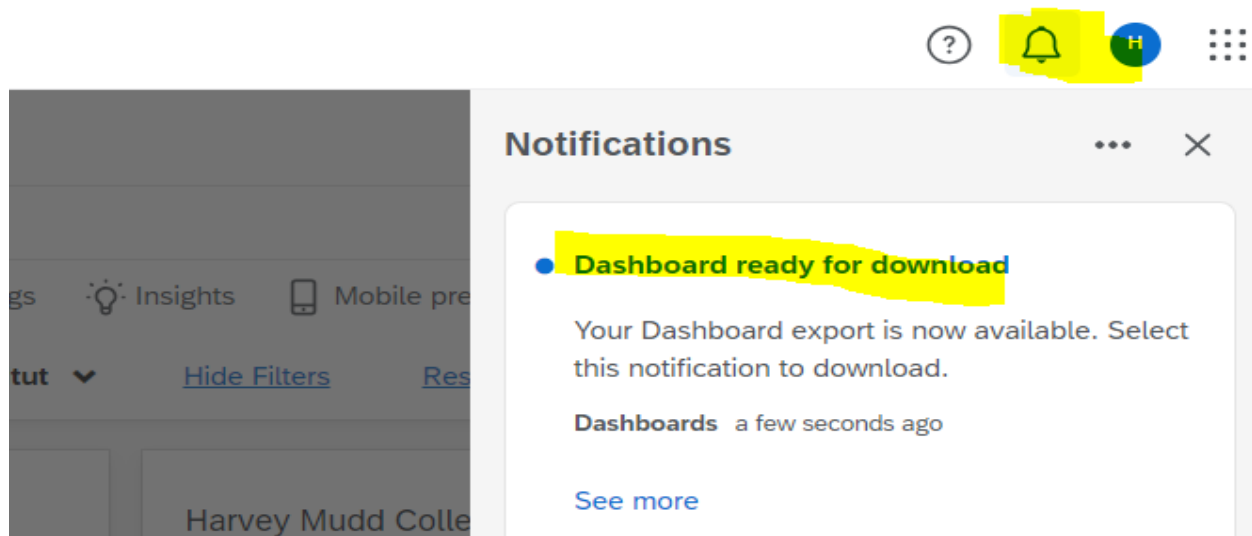 ?
H
Notifications
Dashboard ready for download
gs Insights Mobile pre
Your Dashboard export is now available. Select
this notification to download.
tut Hide Filters Res
Dashboards a few seconds ago
See more
Harvey Mudd Colle